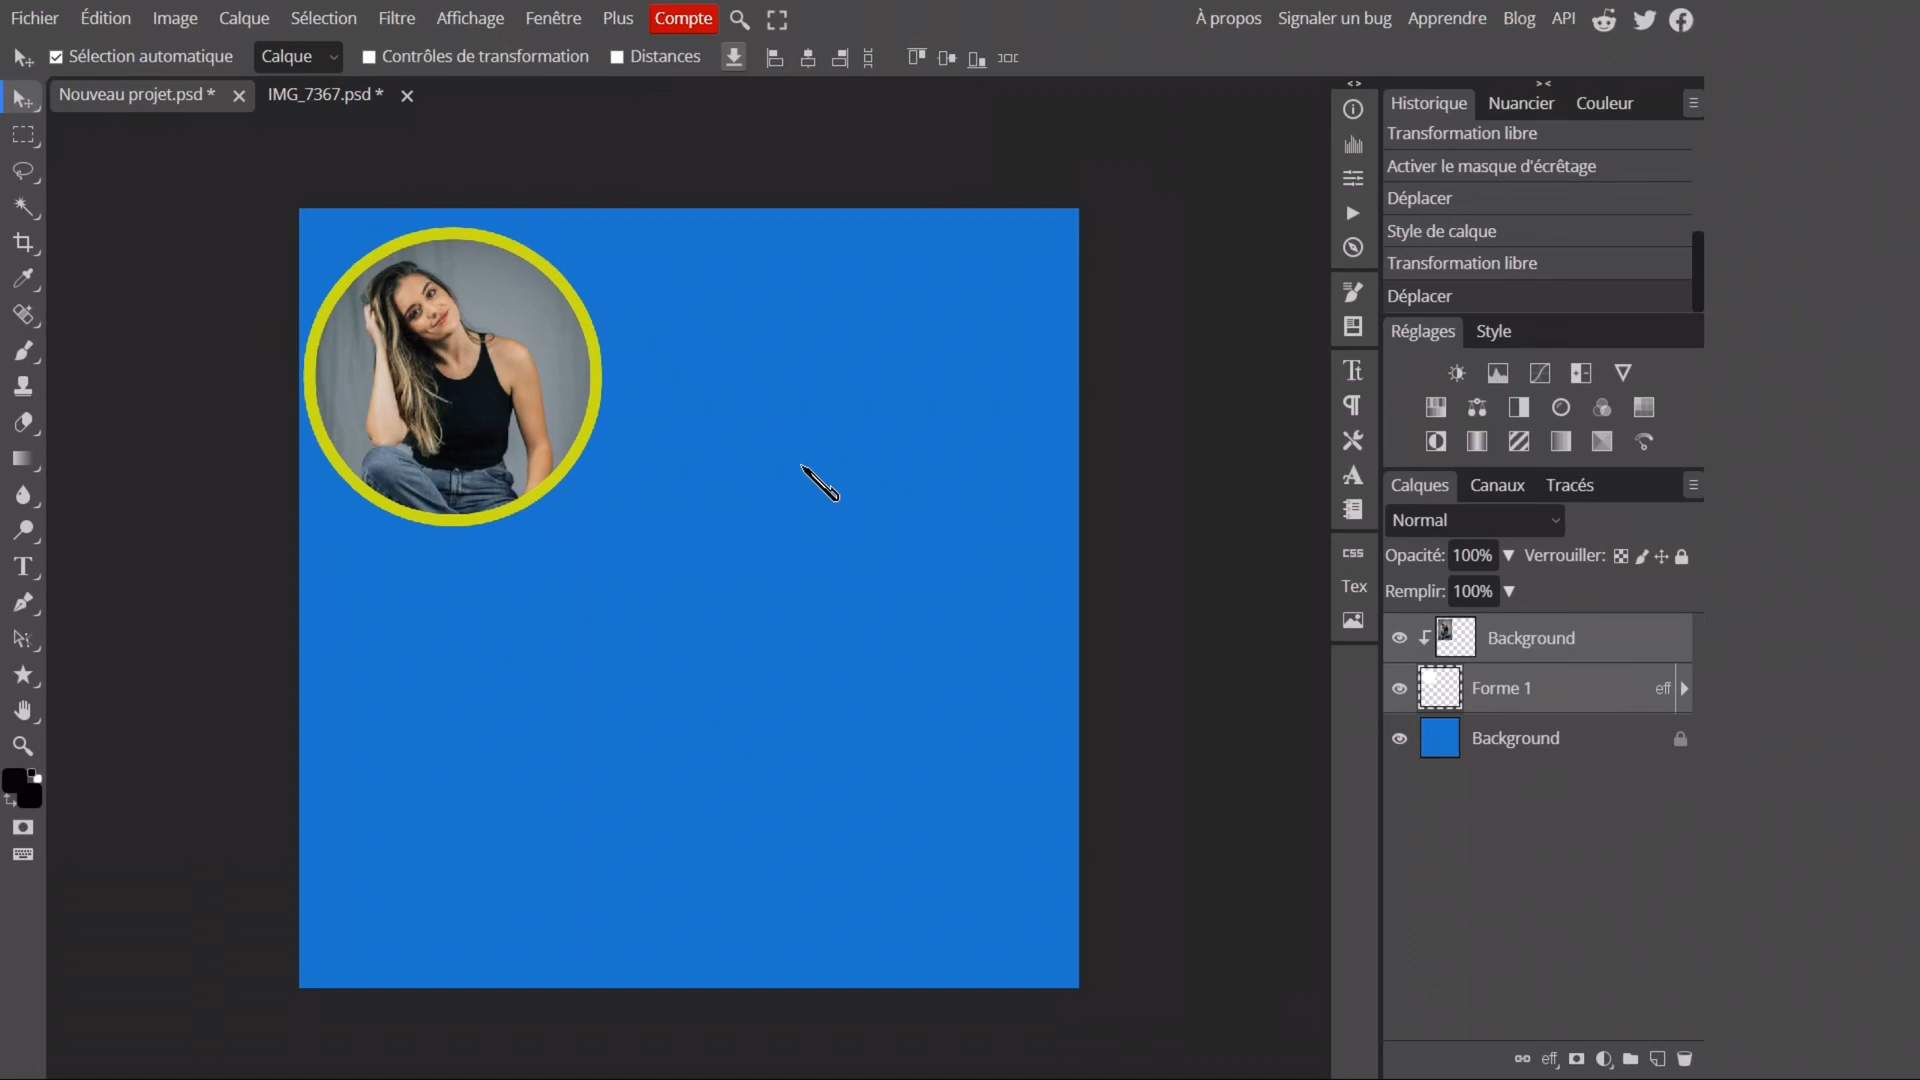 Fichier Édition Image Calque Sélection Filtre Affichage Fenêtre Plus Compte À propos Signaler un bug Apprendre Blog API
Sélection automatique Calque Contrôles de transformation Distances
Nouveau projet.psd * IMG_7367.psd *
Historique Nuancier Couleur
Transformation libre
Activer le masque d'écrêtage
Déplacer
Style de calque
Transformation libre
Déplacer
Réglages Style
Calques Canaux Tracés
Normal
CSS
Opacité: 100% Verrouiller:
Tex
Remplir: 100%
Background
Forme 1 eff
Background
eff